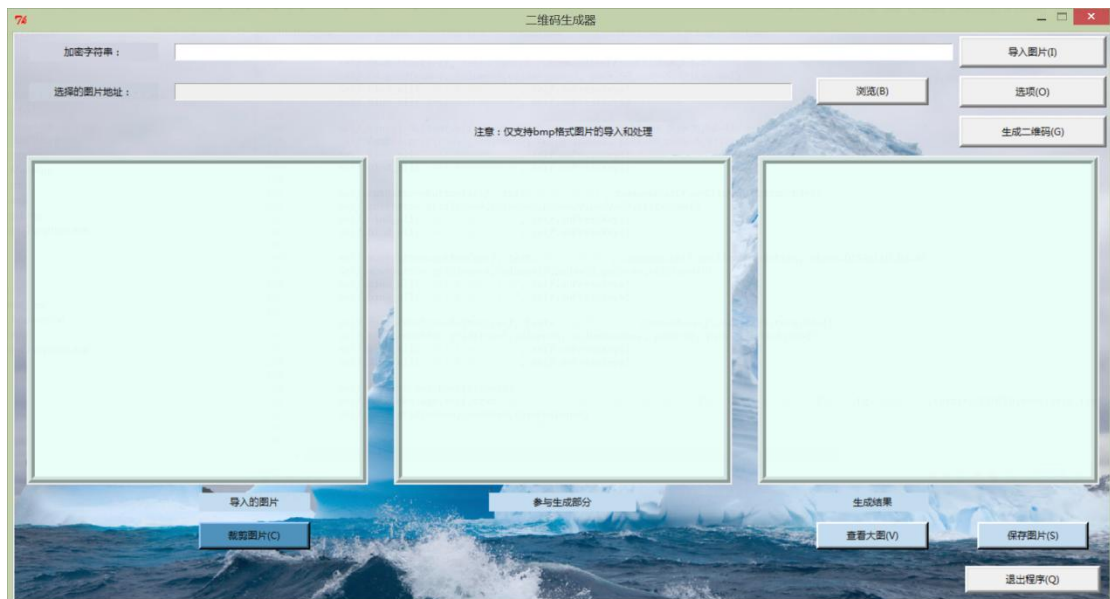 二维码生成器
加密字符串：
导入图片(I)
选择的图片地址：
浏览(B)
选项(O)
注意：仅支持bmp格式图片的导入和处理
生成二维码(G)
导入的图片
参与生成部分
生成结果
裁剪图片(C)
查看大图(V)
保存图片(S)
退出程序(Q)